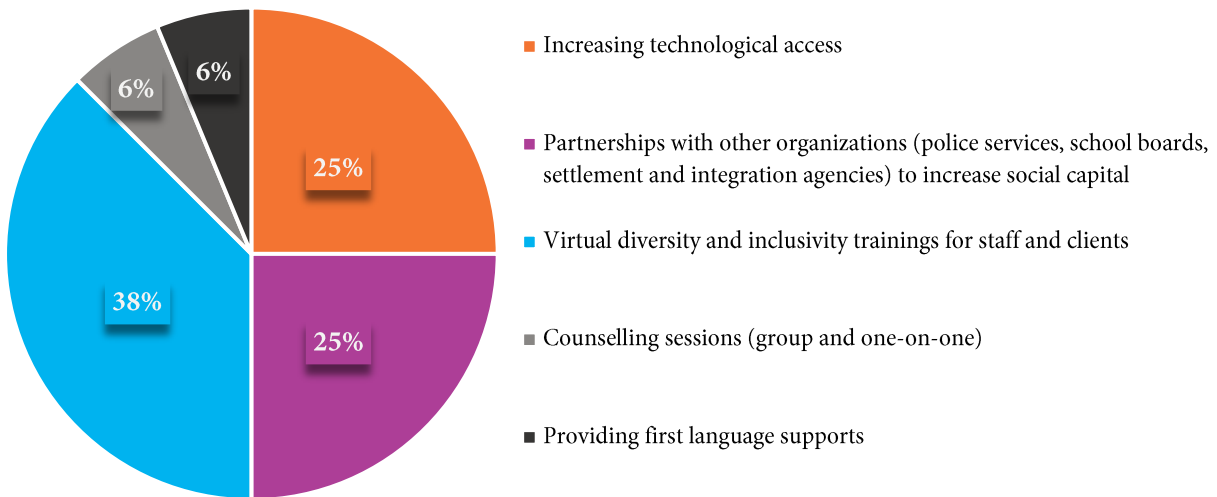 6%
6%
25%
38%
25%
Increasing technological access
Partnerships with other organizations (police services, school boards,
settlement and integration agencies) to increase social capital
Virtual diversity and inclusivity trainings for staff and clients
Counselling sessions (group and one-on-one)
Providing first language supports